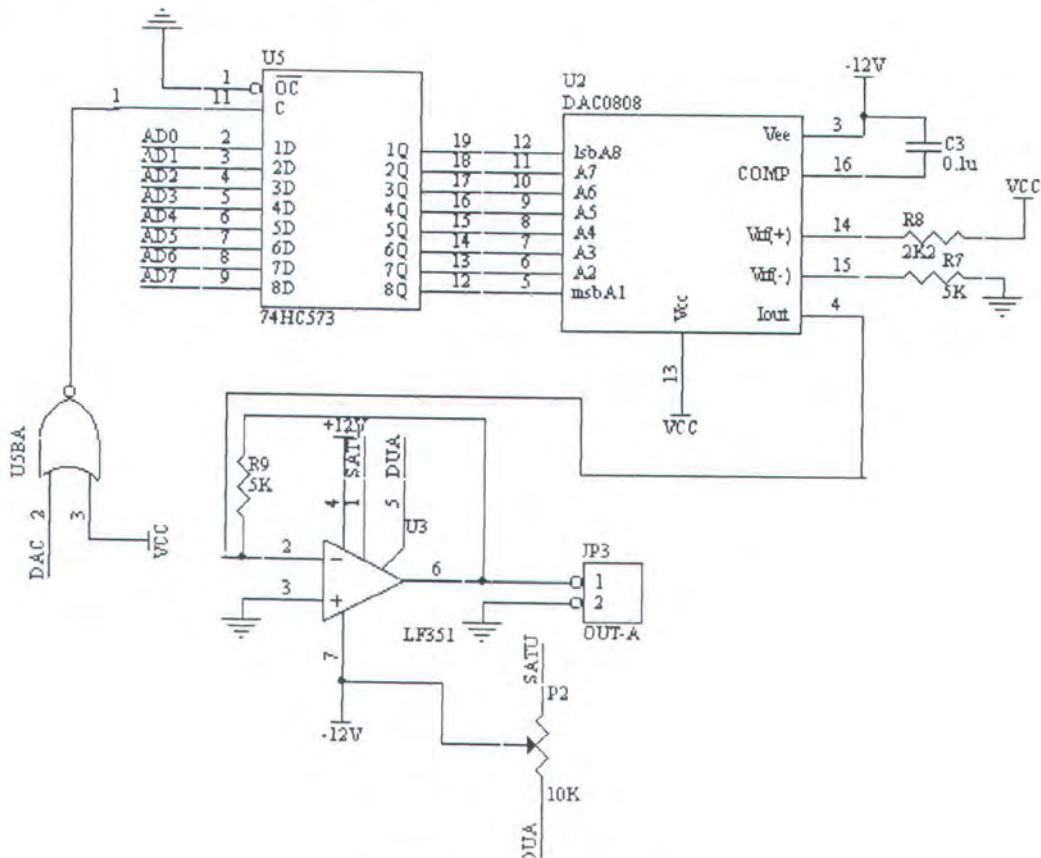 U5
1
OC
1
11
C
AD0
2
1D
1Q
19
12
lsbA8
AD1
3
2D
2Q
18
11
A7
AD2
4
3D
3Q
17
10
A6
AD3
5
4D
4Q
16
9
A5
AD4
6
5D
5Q
15
8
A4
AD5
7
6D
6Q
14
7
A3
AD6
8
7D
7Q
13
6
A2
AD7
9
8D
8Q
12
5
msbA1
74HC573
U2
DAC0808
Vee
3
-12V
COMP
16
C3
0.1u
VCC
Vrf(+)
14
R8
2K2
Vrf(-)
15
R7
5K
Iout
4
Vcc
13
VCC
U5BA
DAC
2
3
VCC
R9
5K
+12V
4
1
SATU
5
DUA
U3
2
-
3
+
6
7
LF351
-12V
JP3
1
2
OUT-A
SATU
P2
10K
DUA